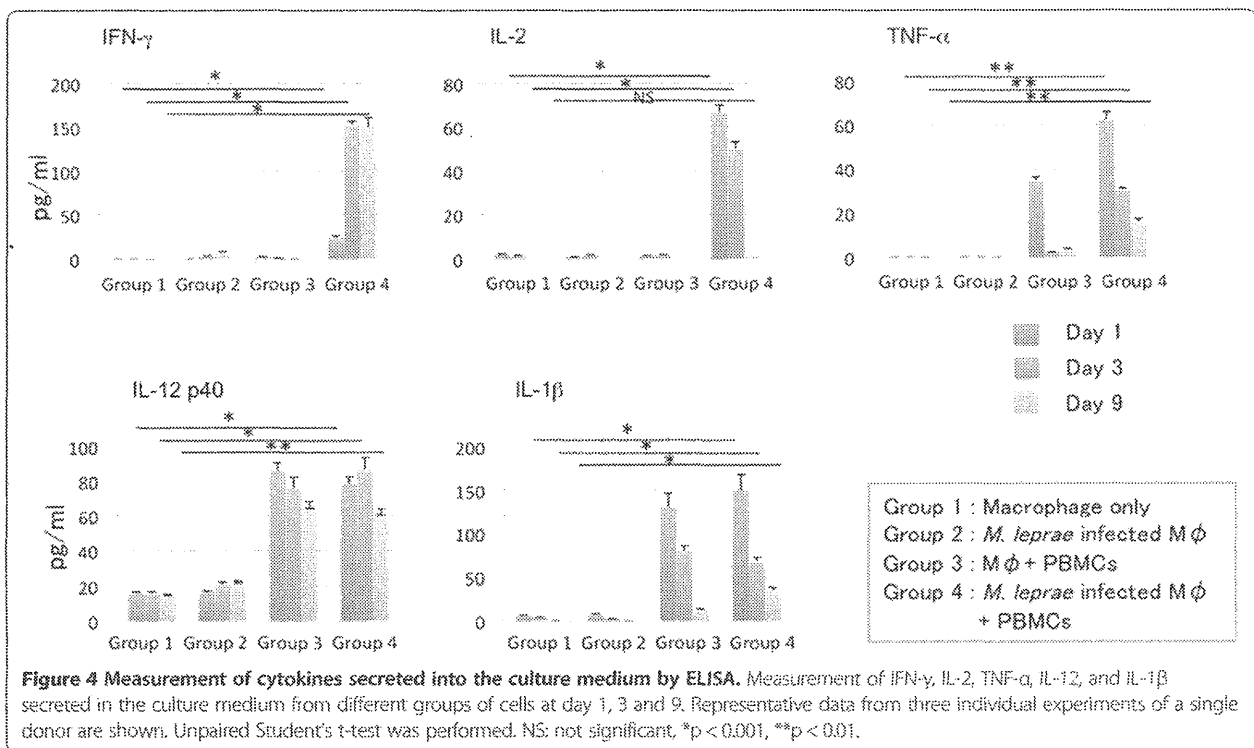 IFN-γ
*
*
*
200
150
100
50
0
pg/ml
Group 1 Group 2 Group 3 Group 4
IL-2
*
*
NS
80
60
40
20
0
Group 1 Group 2 Group 3 Group 4
TNF-α
**
**
**
80
60
40
20
0
Group 1 Group 2 Group 3 Group 4
Day 1
Day 3
Day 9
IL-12 p40
*
*
**
100
80
60
40
20
0
pg/ml
Group 1 Group 2 Group 3 Group 4
IL-1β
*
*
*
200
150
100
50
0
Group 1 Group 2 Group 3 Group 4
Group 1 : Macrophage only
Group 2 : M. leprae infected Mϕ
Group 3 : Mϕ + PBMCs
Group 4 : M. leprae infected Mϕ
+ PBMCs
Figure 4 Measurement of cytokines secreted into the culture medium by ELISA. Measurement of IFN-γ, IL-2, TNF-α, IL-12, and IL-1β
secreted in the culture medium from different groups of cells at day 1, 3 and 9. Representative data from three individual experiments of a single
donor are shown. Unpaired Student's t-test was performed. NS: not significant, *p < 0.001, **p < 0.01.